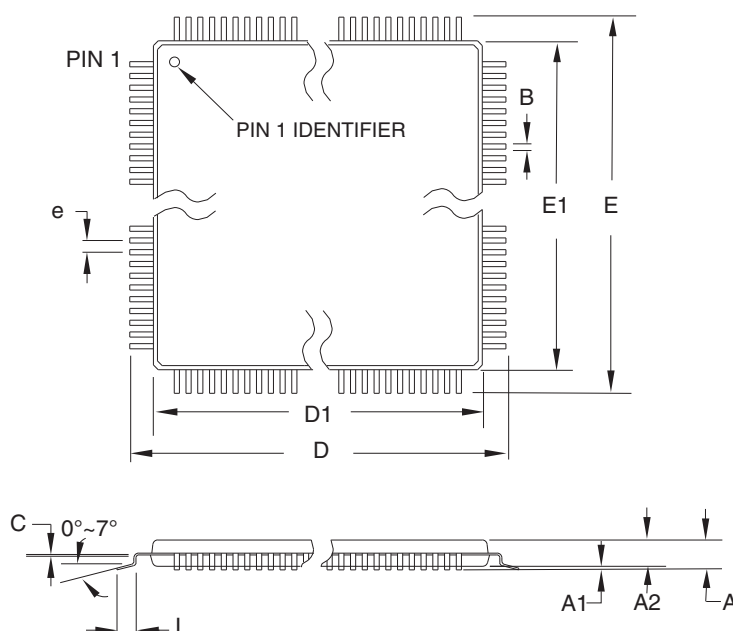 PIN 1
B
PIN 1 IDENTIFIER
e
E1
E
D1
D
C
0°~7°
A1
A2
A
L